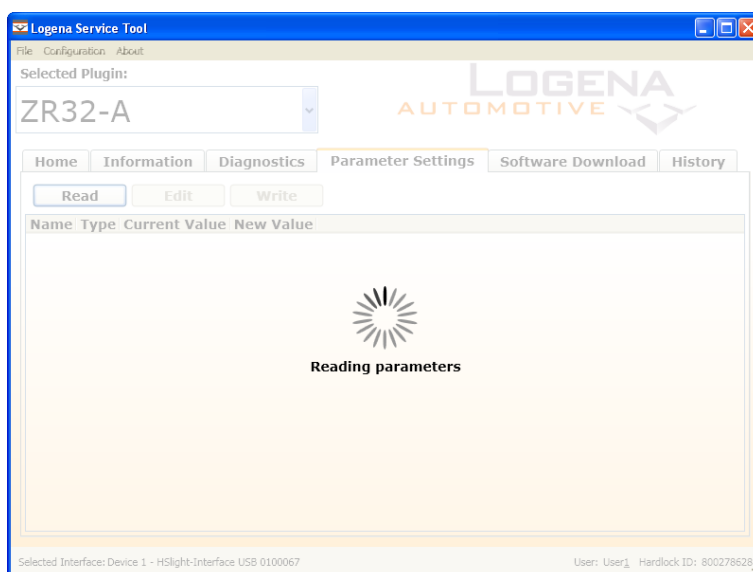 Logena Service Tool
File Configuration About
Selected Plugin:
LOGENA
AUTOMOTIVE
ZR32-A
Home Information Diagnostics Parameter Settings Software Download History
Read Edit Write
Name Type Current Value New Value
Reading parameters
Selected Interface: Device 1 - HSlight-Interface USB 0100067 User: User1 Hardlock ID: 800278628